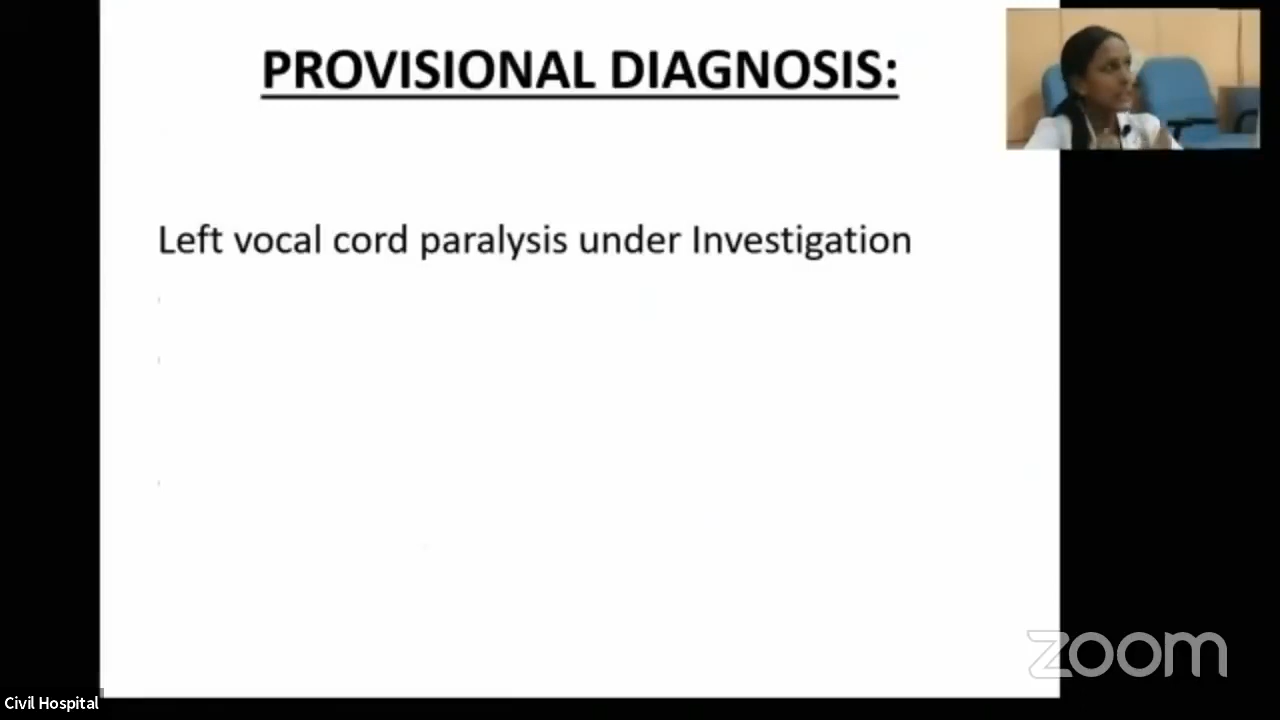 PROVISIONAL DIAGNOSIS:
Left vocal cord paralysis under Investigation
zoom
Civil Hospital